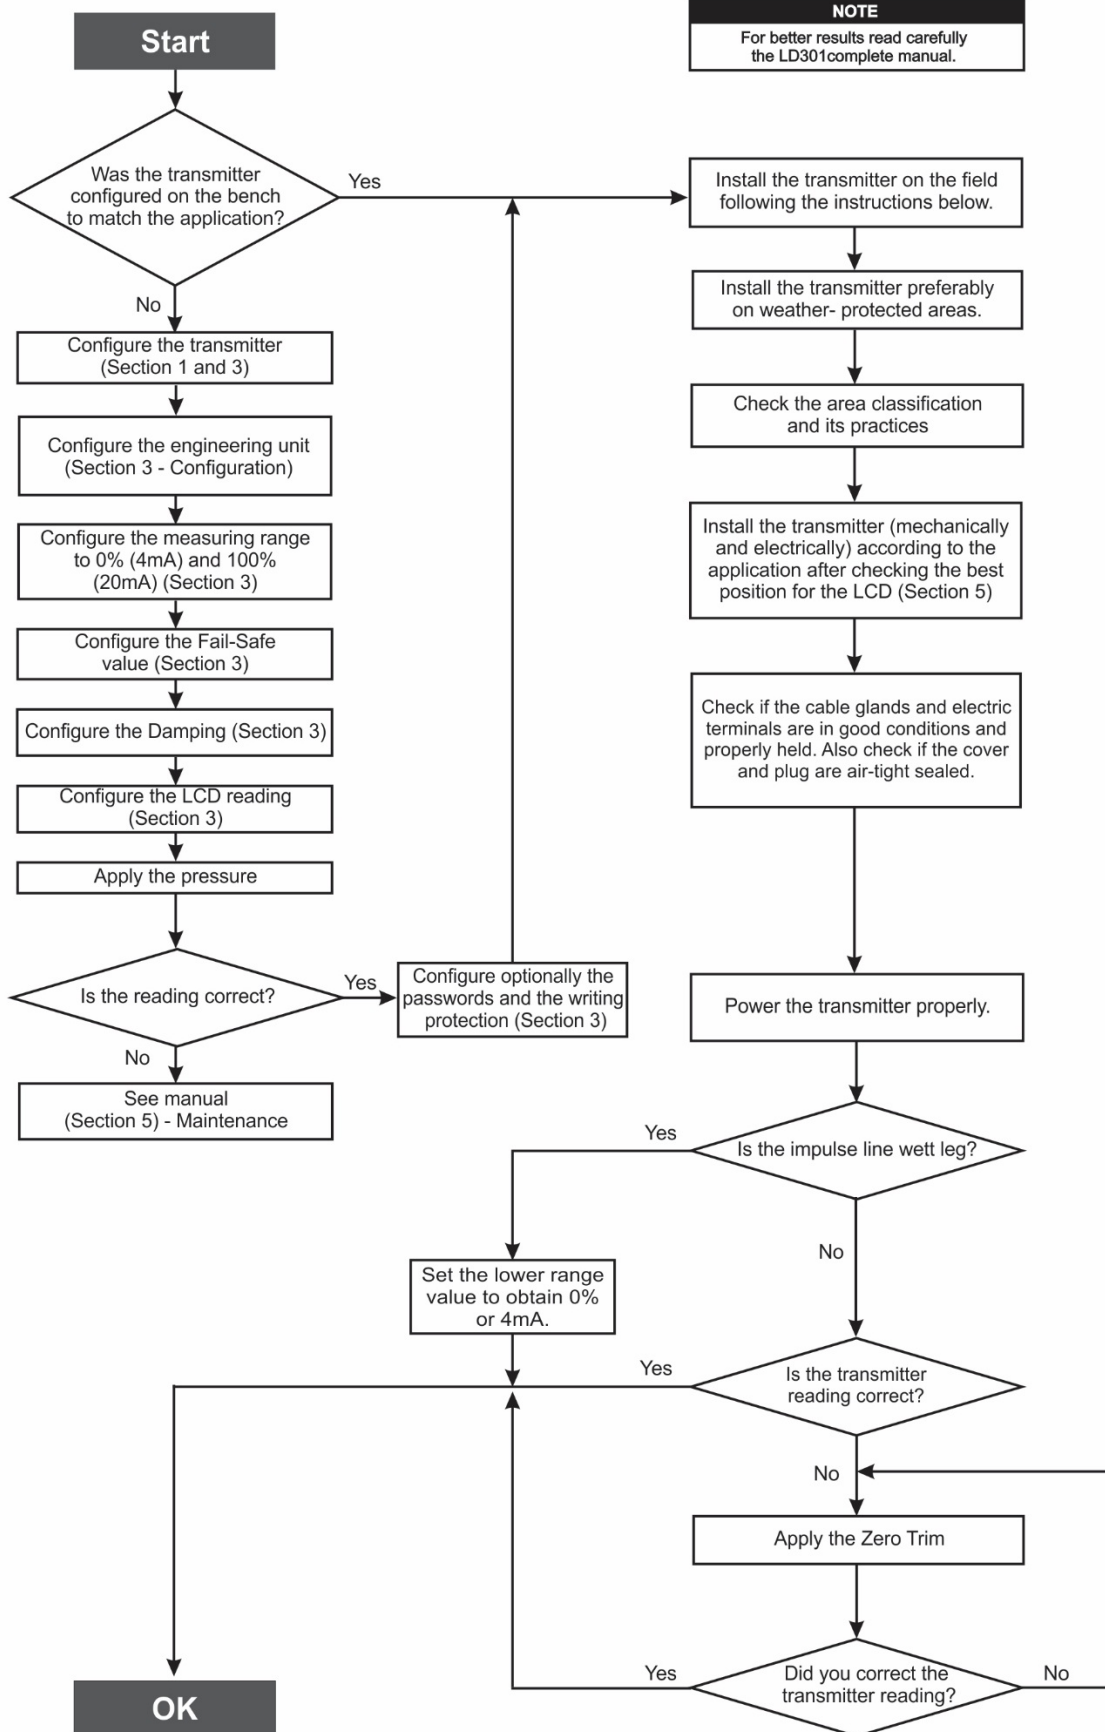 NOTE
For better results read carefully
the LD301complete manual.
Start
Was the transmitter
configured on the bench
to match the application?
Yes
No
Configure the transmitter
(Section 1 and 3)
Configure the engineering unit
(Section 3 - Configuration)
Configure the measuring range
to 0% (4mA) and 100%
(20mA) (Section 3)
Configure the Fail-Safe
value (Section 3)
Configure the Damping (Section 3)
Configure the LCD reading
(Section 3)
Apply the pressure
Is the reading correct?
Yes
Configure optionally the
passwords and the writing
protection (Section 3)
No
See manual
(Section 5) - Maintenance
Install the transmitter on the field
following the instructions below.
Install the transmitter preferably
on weather- protected areas.
Check the area classification
and its practices
Install the transmitter (mechanically
and electrically) according to the
application after checking the best
position for the LCD (Section 5)
Check if the cable glands and electric
terminals are in good conditions and
properly held. Also check if the cover
and plug are air-tight sealed.
Power the transmitter properly.
Is the impulse line wett leg?
Yes
No
Set the lower range
value to obtain 0%
or 4mA.
Is the transmitter
reading correct?
Yes
No
Apply the Zero Trim
Did you correct the
transmitter reading?
Yes
No
OK